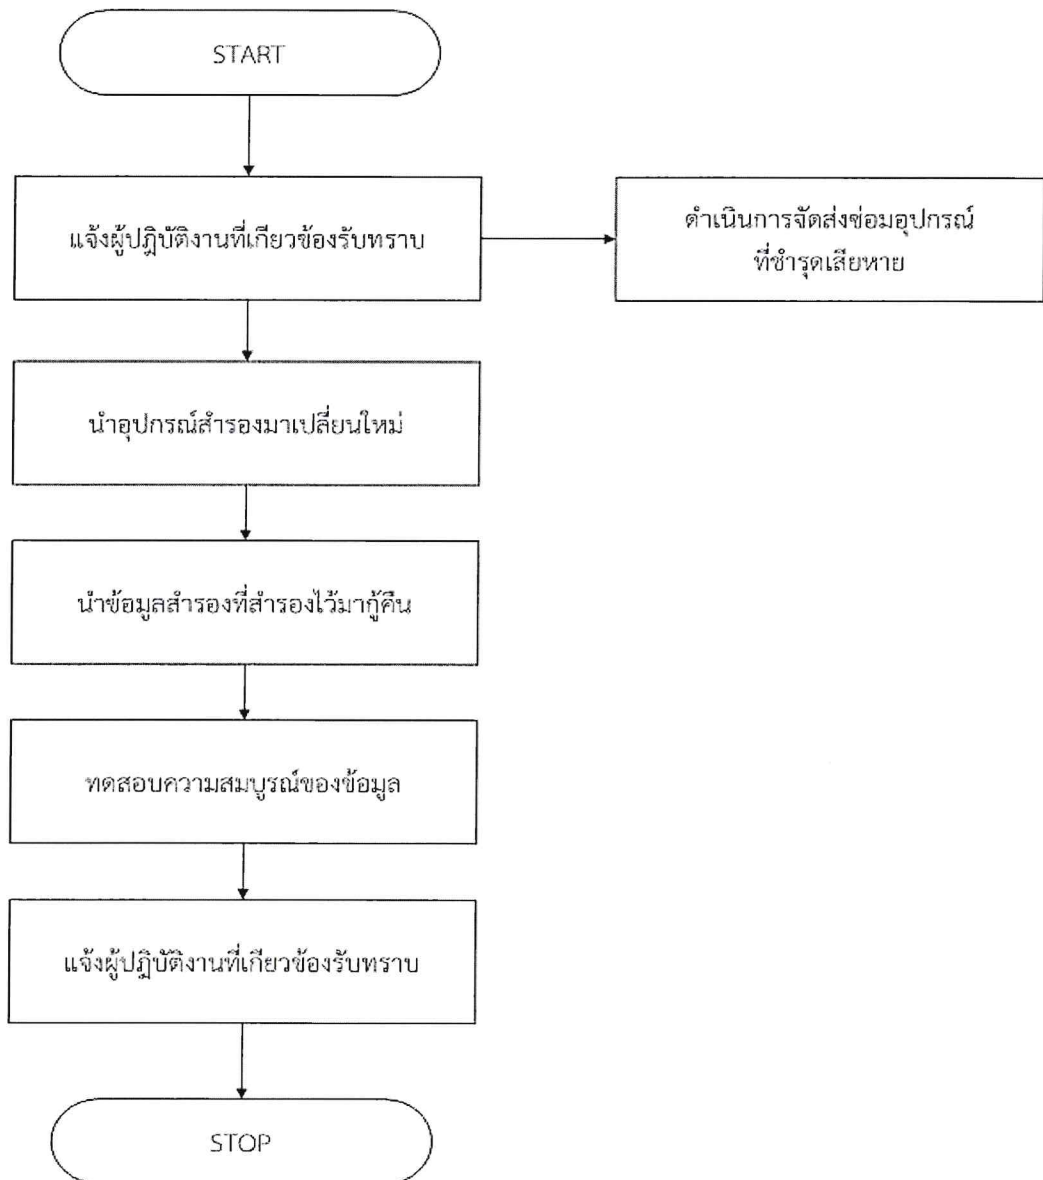 START
แจ้งผู้ปฏิบัติงานที่เกียวข้องรับทราบ
ดำเนินการจัดส่งซ่อมอุปกรณ์
ที่ชำรุดเสียหาย
นำอุปกรณ์สำรองมาเปลี่ยนใหม่
นำข้อมูลสำรองที่สำรองไว้มากู้คืน
ทดสอบความสมบูรณ์ของข้อมูล
แจ้งผู้ปฏิบัติงานที่เกียวข้องรับทราบ
STOP